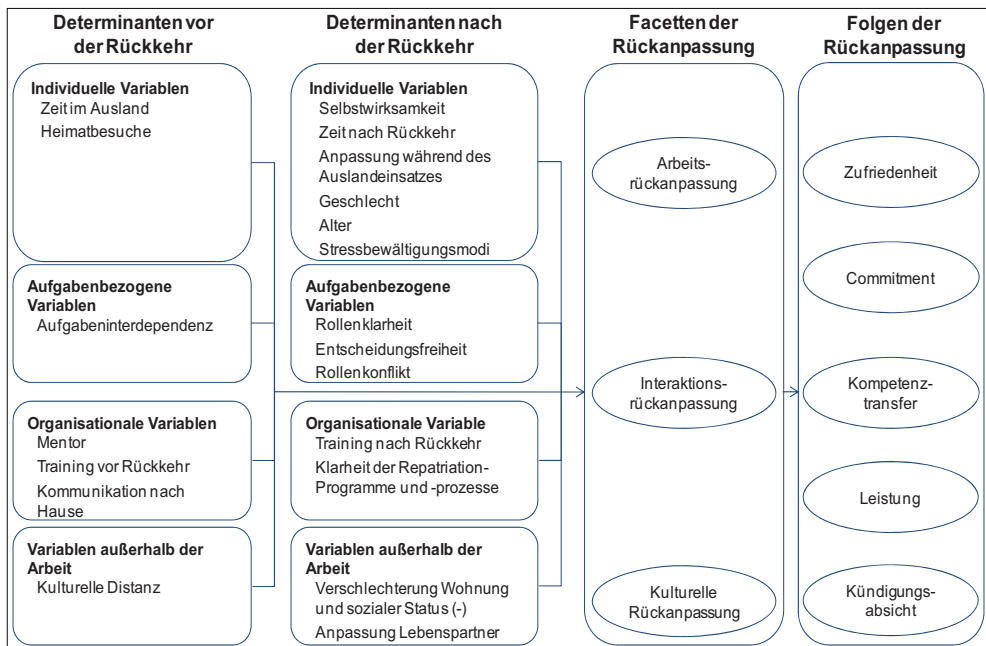 Determinanten vor
der Rückkehr
Individuelle Variablen
Zeit im Ausland
Heimatbesuche
Aufgabenbezogene
Variablen
Aufgabeninterdependenz
Organisationale Variablen
Mentor
Training vor Rückkehr
Kommunikation nach
Hause
Variablen außerhalb der
Arbeit
Kulturelle Distanz
Determinanten nach
der Rückkehr
Individuelle Variablen
Selbstwirksamkeit
Zeit nach Rückkehr
Anpassung während des
Auslandeinsatzes
Geschlecht
Alter
Stressbewältigungsmodi
Aufgabenbezogene
Variablen
Rollenklarheit
Entscheidungsfreiheit
Rollenkonflikt
Organisationale Variable
Training nach Rückkehr
Klarheit der Repatriation-
Programme und -prozesse
Variablen außerhalb der
Arbeit
Verschlechterung Wohnung
und sozialer Status (-)
Anpassung Lebenspartner
Facetten der
Rückanpassung
Arbeits-
rückanpassung
Interaktions-
rückanpassung
Kulturelle
Rückanpassung
Folgen der
Rückanpassung
Zufriedenheit
Commitment
Kompetenz-
transfer
Leistung
Kündigungs-
absicht